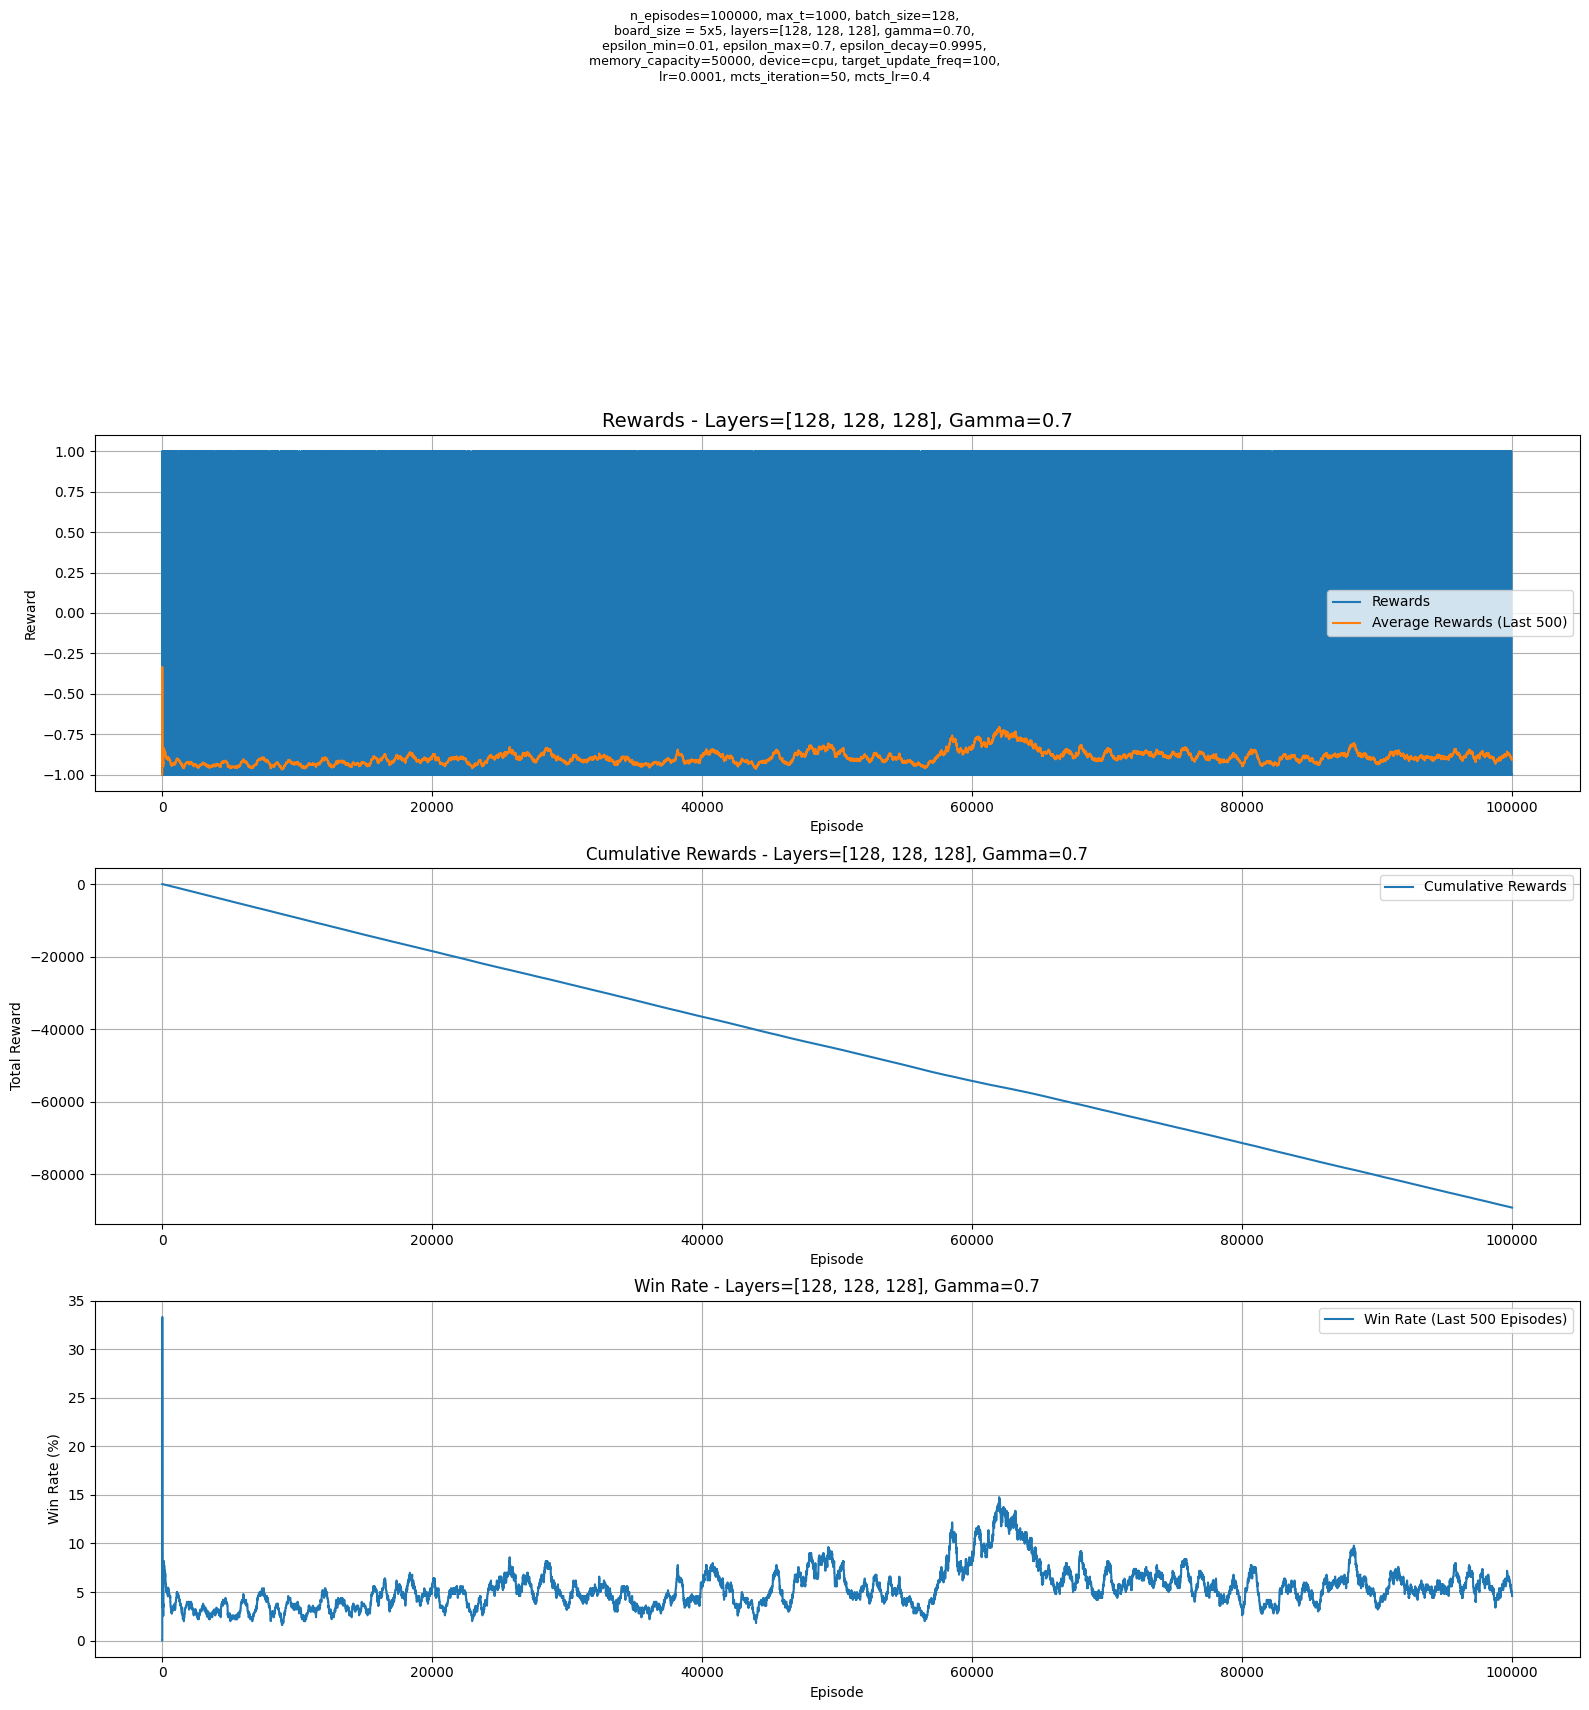 n_episodes=100000, max_t=1000, batch_size=128,
board_size = 5x5, layers=[128, 128, 128], gamma=0.70,
epsilon_min=0.01, epsilon_max=0.7, epsilon_decay=0.9995,
memory_capacity=50000, device=cpu, target_update_freq=100,
lr=0.0001, mcts_iteration=50, mcts_lr=0.4
Rewards - Layers=[128, 128, 128], Gamma=0.7
1.00
0.75
0.50
0.25
0.00
−0.25
−0.50
−0.75
−1.00
Reward
Rewards
Average Rewards (Last 500)
0 20000 40000 60000 80000 100000
Episode
Cumulative Rewards - Layers=[128, 128, 128], Gamma=0.7
0
−20000
−40000
−60000
−80000
Total Reward
Cumulative Rewards
0 20000 40000 60000 80000 100000
Episode
Win Rate - Layers=[128, 128, 128], Gamma=0.7
35
30
25
20
15
10
5
0
Win Rate (%)
Win Rate (Last 500 Episodes)
0 20000 40000 60000 80000 100000
Episode